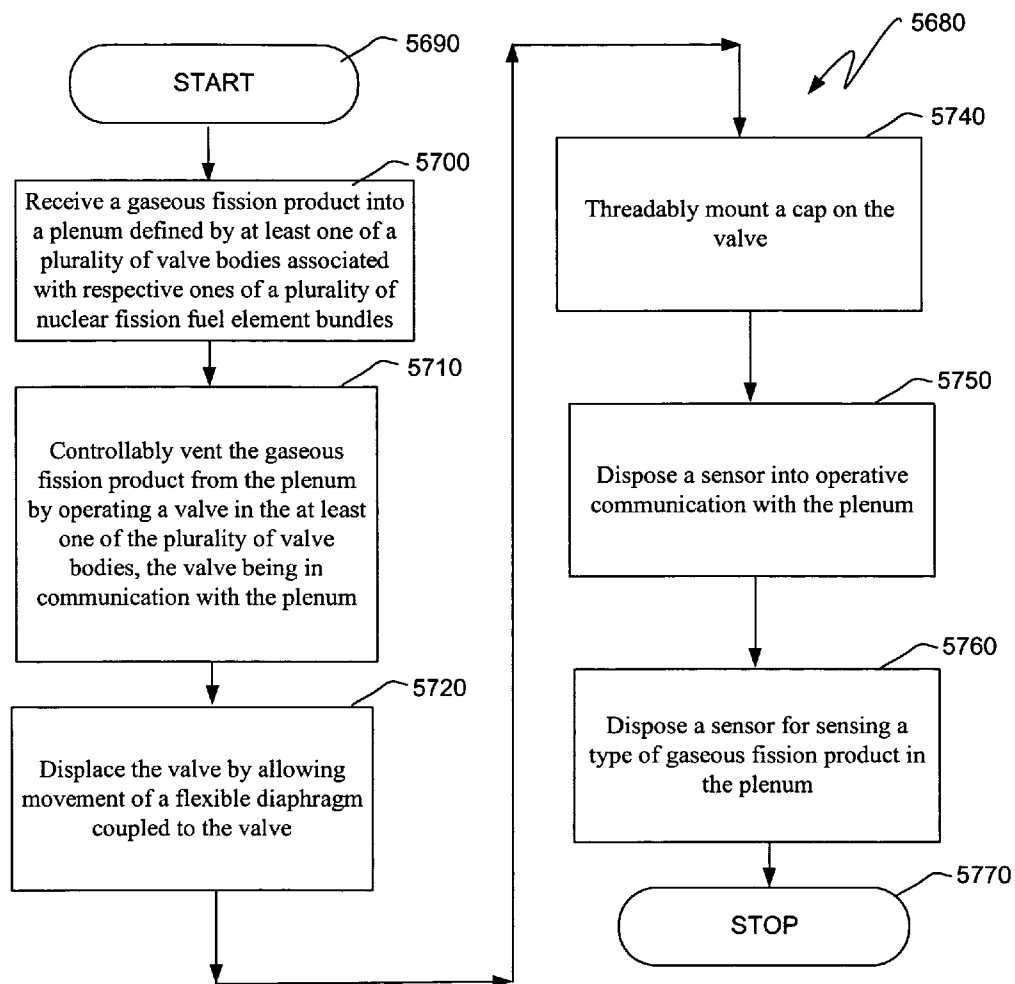 5690
START
5700
Receive a gaseous fission product into
a plenum defined by at least one of a
plurality of valve bodies associated
with respective ones of a plurality of
nuclear fission fuel element bundles
5710
Controllably vent the gaseous
fission product from the plenum
by operating a valve in the at least
one of the plurality of valve
bodies, the valve being in
communication with the plenum
5720
Displace the valve by allowing
movement of a flexible diaphragm
coupled to the valve
5680
5740
Threadably mount a cap on the
valve
5750
Dispose a sensor into operative
communication with the plenum
5760
Dispose a sensor for sensing a
type of gaseous fission product in
the plenum
5770
STOP